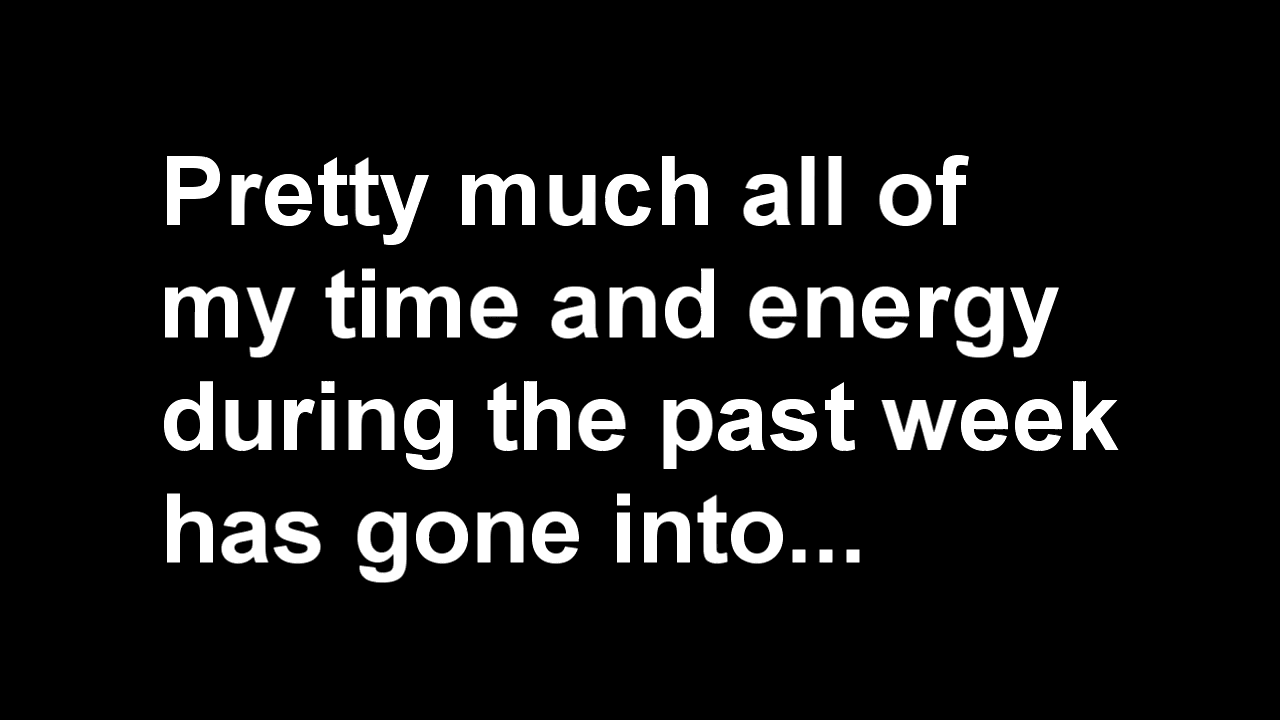 Pretty much all of
my time and energy
during the past week
has gone into...